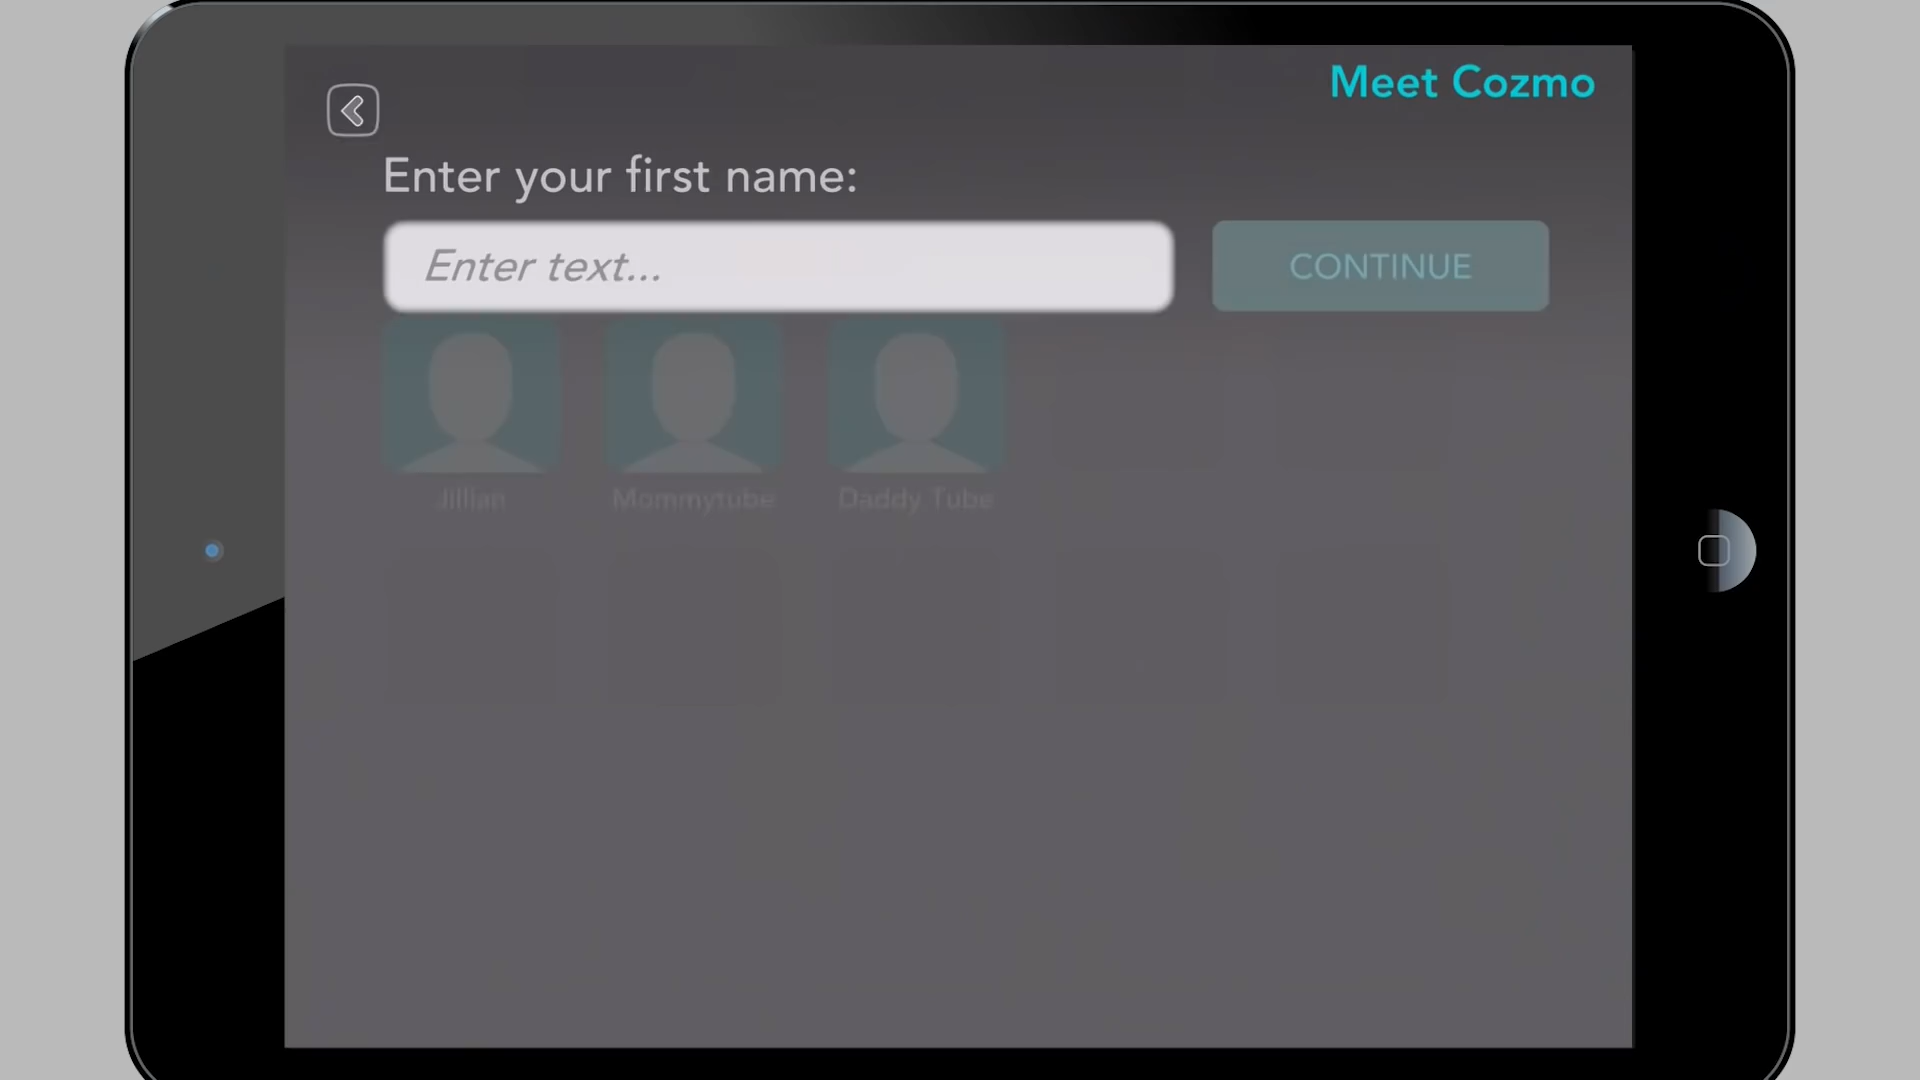 Meet Cozmo
Enter your first name:
Enter text...
CONTINUE
Jillian
Mommytube
Daddy Tube